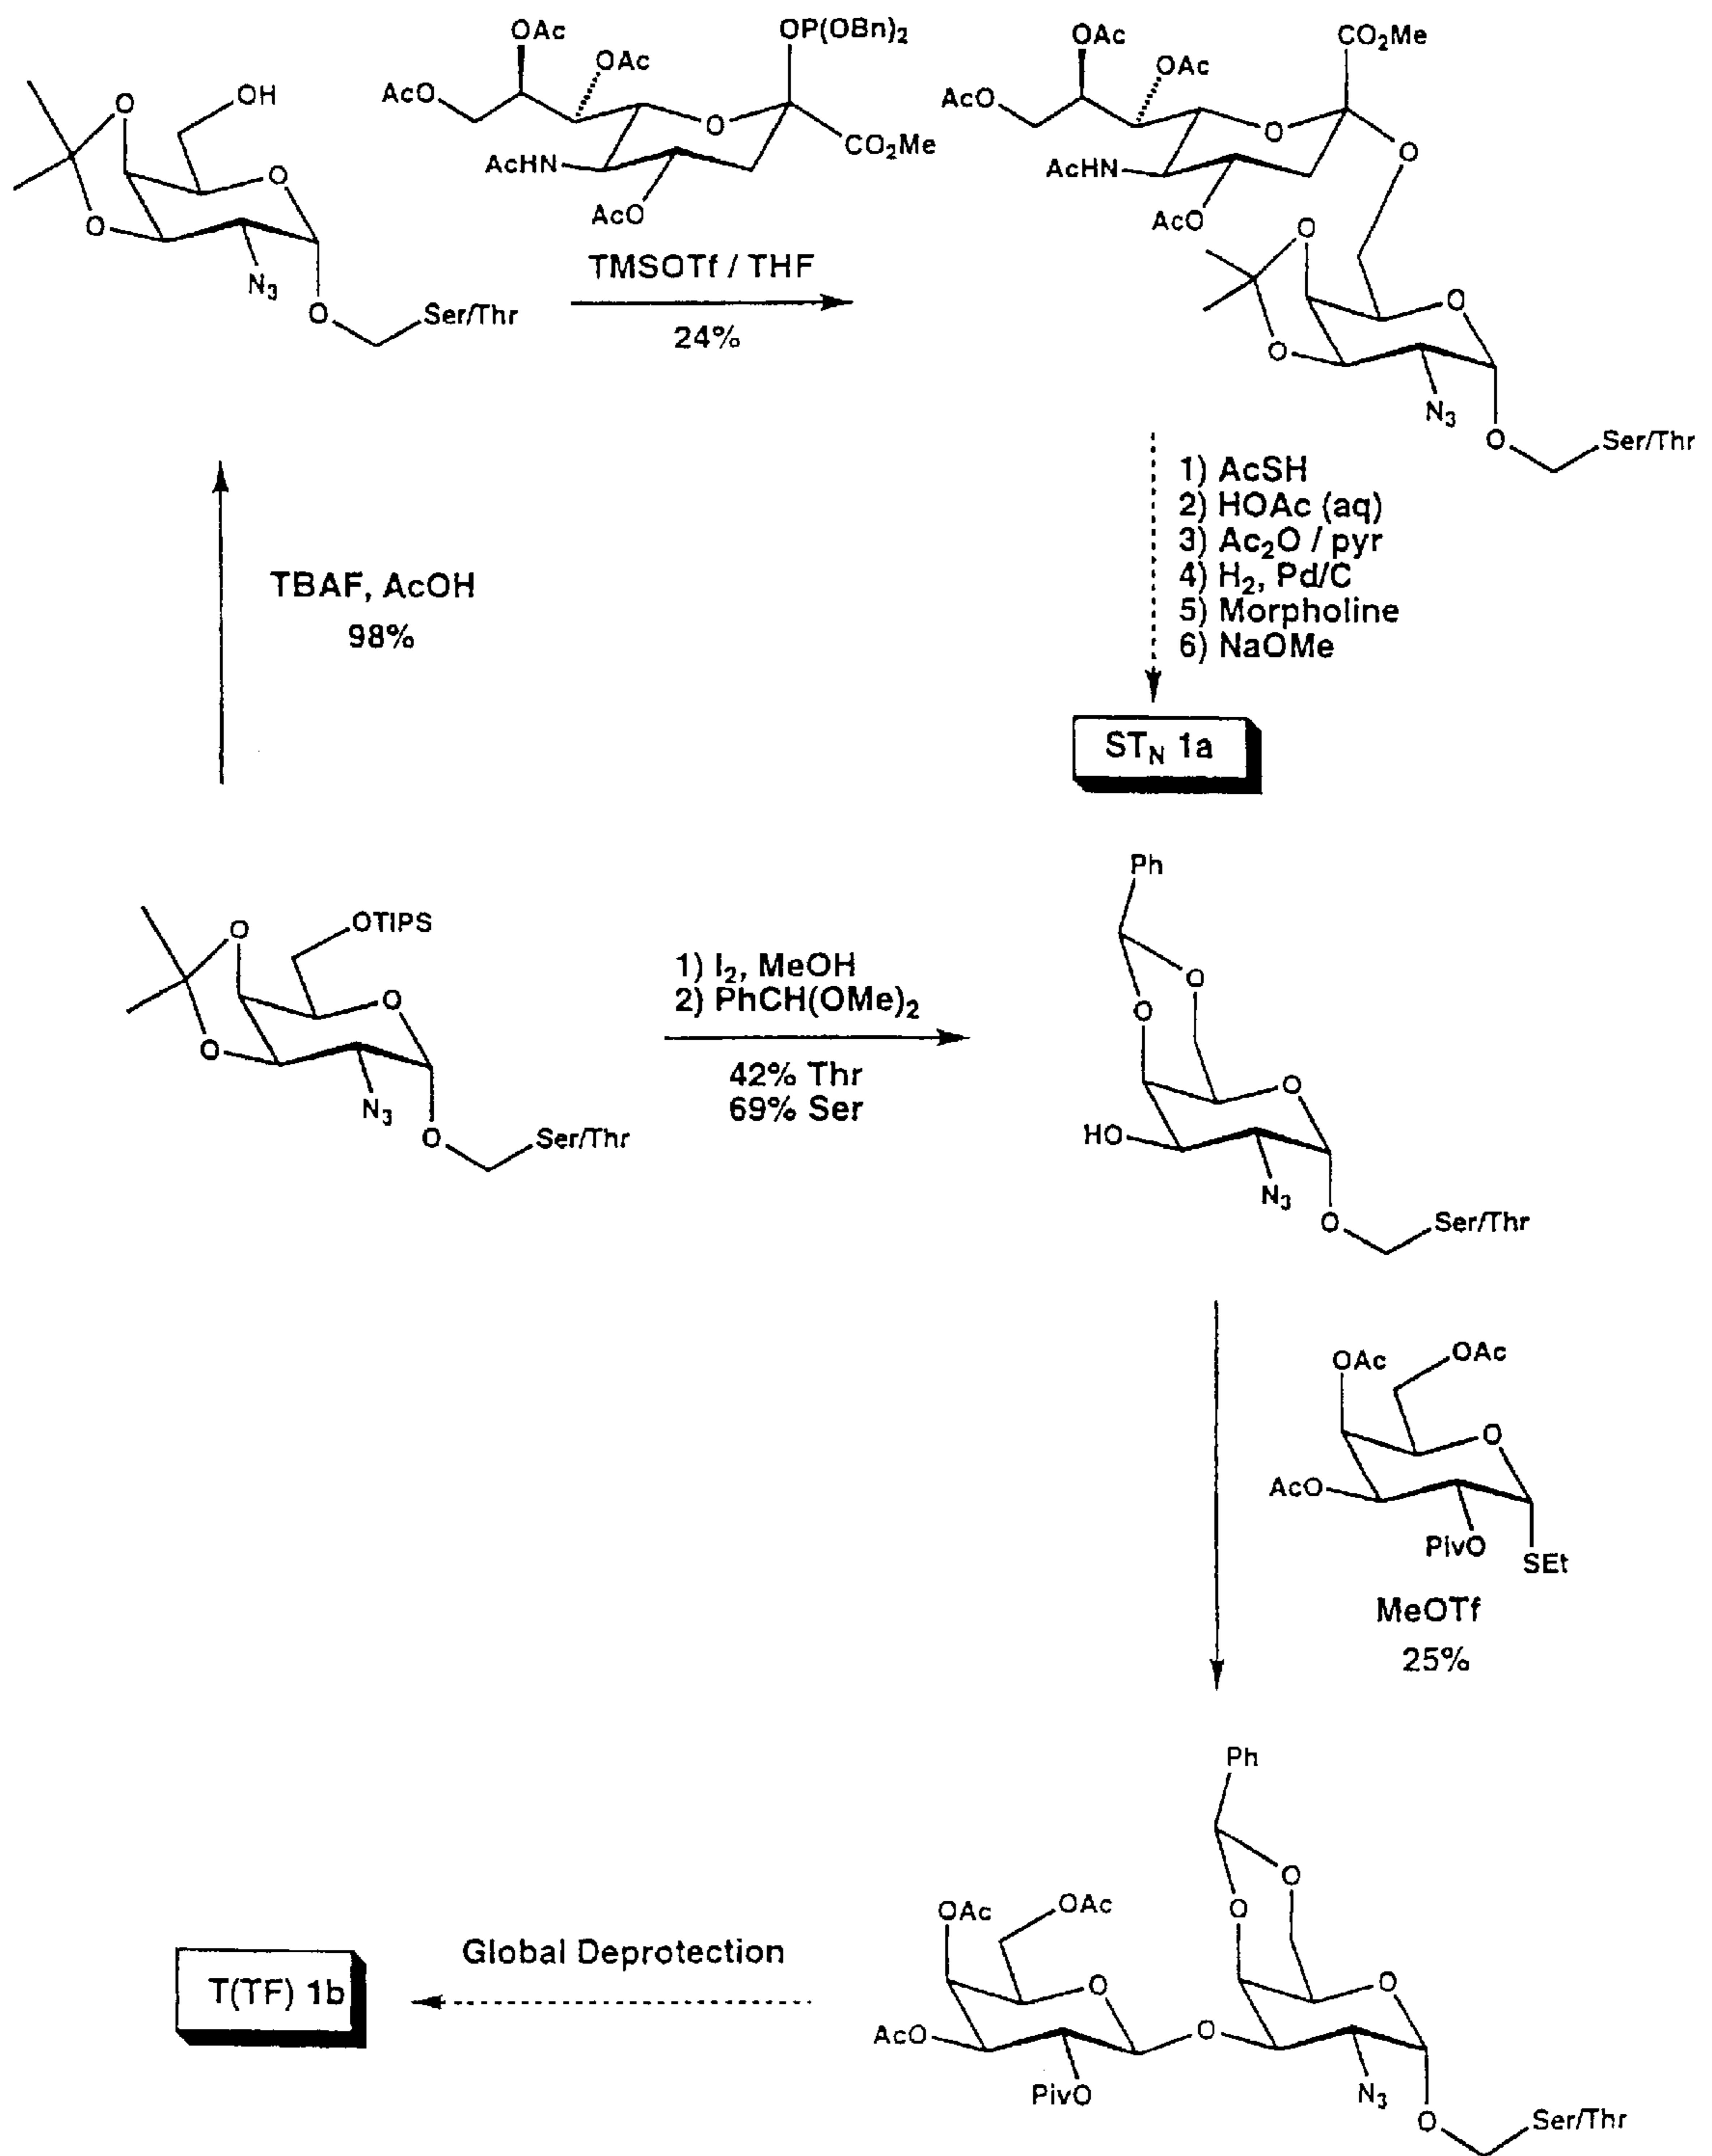 OAc
OP(OBn)2
OAc
CO2Me
OH
OAc
OAc
AcO
AcO
O
O
O
O
O
CO2Me
O
AcHN
AcHN
AcO
AcO
O
O
N3
TMSOTf / THF
O
Ser/Thr
24%
O
O
N3
O
Ser/Thr
1) AcSH
2) HOAc (aq)
3) Ac2O / pyr
4) H2, Pd/C
5) Morpholine
6) NaOMe
TBAF, AcOH
98%
STN 1a
Ph
OTIPS
O
1) I2, MeOH
2) PhCH(OMe)2
O
O
O
O
42% Thr
69% Ser
O
N3
HO
O
Ser/Thr
N3
O
Ser/Thr
OAc
OAc
O
AcO
PivO
SEt
MeOTf
25%
Ph
O
OAc
OAc
O
Global Deprotection
T(TF) 1b
O
O
AcO
O
PivO
N3
O
Ser/Thr